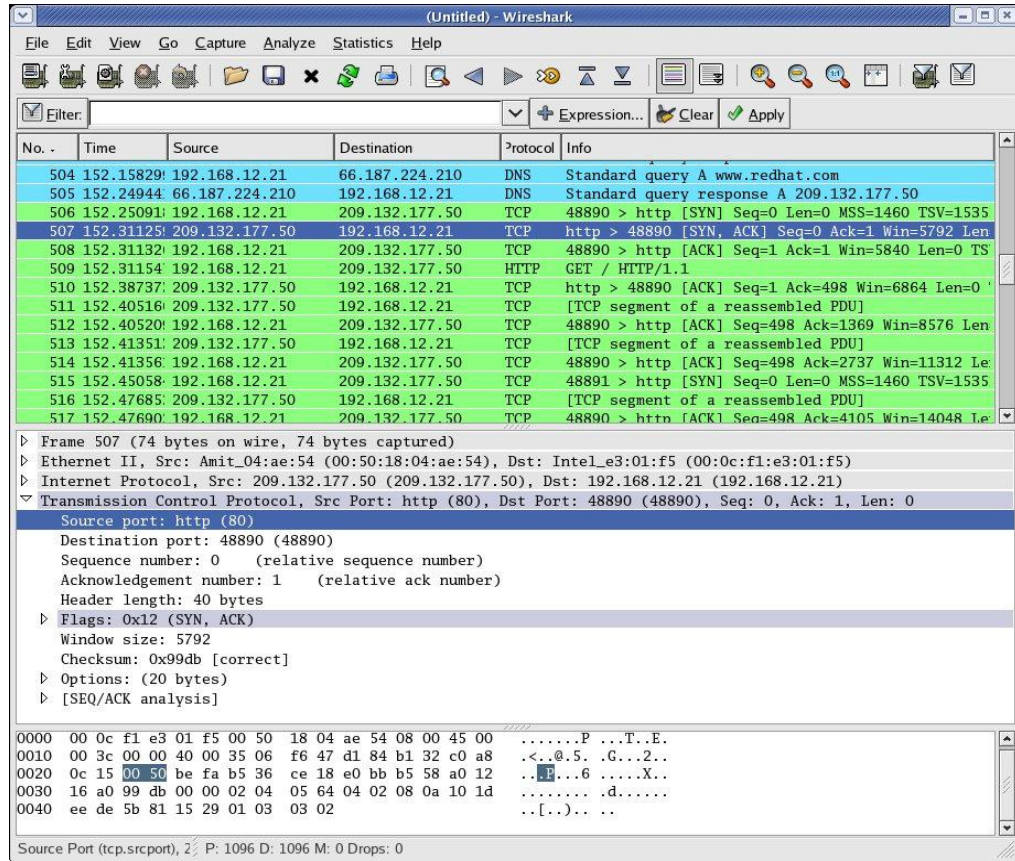 (Untitled) - Wireshark
File Edit View Go Capture Analyze Statistics Help
Filter: Expression... Clear Apply
No. . Time Source Destination Protocol Info
504 152.15829 192.168.12.21 66.187.224.210 DNS Standard query A www.redhat.com
505 152.24944 66.187.224.210 192.168.12.21 DNS Standard query response A 209.132.177.50
506 152.25091 192.168.12.21 209.132.177.50 TCP 48890 > http [SYN] Seq=0 Len=0 MSS=1460 TSV=1535
507 152.31125 209.132.177.50 192.168.12.21 TCP http > 48890 [SYN, ACK] Seq=0 Ack=1 Win=5792 Len
508 152.31132 192.168.12.21 209.132.177.50 TCP 48890 > http [ACK] Seq=1 Ack=1 Win=5840 Len=0 TS
509 152.31154 192.168.12.21 209.132.177.50 HTTP GET / HTTP/1.1
510 152.38737 209.132.177.50 192.168.12.21 TCP http > 48890 [ACK] Seq=1 Ack=498 Win=6864 Len=0
511 152.40516 209.132.177.50 192.168.12.21 TCP [TCP segment of a reassembled PDU]
512 152.40520 192.168.12.21 209.132.177.50 TCP 48890 > http [ACK] Seq=498 Ack=1369 Win=8576 Len
513 152.41351 209.132.177.50 192.168.12.21 TCP [TCP segment of a reassembled PDU]
514 152.41356 192.168.12.21 209.132.177.50 TCP 48890 > http [ACK] Seq=498 Ack=2737 Win=11312 Le
515 152.45058 192.168.12.21 209.132.177.50 TCP 48891 > http [SYN] Seq=0 Len=0 MSS=1460 TSV=1535
516 152.47685 209.132.177.50 192.168.12.21 TCP [TCP segment of a reassembled PDU]
517 152.47690 192.168.12.21 209.132.177.50 TCP 48890 > http [ACK] Seq=498 Ack=4105 Win=14048 Le
Frame 507 (74 bytes on wire, 74 bytes captured)
Ethernet II, Src: Amit_04:ae:54 (00:50:18:04:ae:54), Dst: Intel_e3:01:f5 (00:0c:f1:e3:01:f5)
Internet Protocol, Src: 209.132.177.50 (209.132.177.50), Dst: 192.168.12.21 (192.168.12.21)
Transmission Control Protocol, Src Port: http (80), Dst Port: 48890 (48890), Seq: 0, Ack: 1, Len: 0
Source port: http (80)
Destination port: 48890 (48890)
Sequence number: 0 (relative sequence number)
Acknowledgement number: 1 (relative ack number)
Header length: 40 bytes
Flags: 0x12 (SYN, ACK)
Window size: 5792
Checksum: 0x99db [correct]
Options: (20 bytes)
[SEQ/ACK analysis]
0000 00 0c f1 e3 01 f5 00 50 18 04 ae 54 08 00 45 00 .......P ...T..E.
0010 00 3c 00 00 40 00 35 06 f6 47 d1 84 b1 32 c0 a8 .<..@.5. .G...2..
0020 0c 15 00 50 be fa b5 36 ce 18 e0 bb b5 58 a0 12 ...P...6 .....X..
0030 16 a0 99 db 00 00 02 04 05 64 04 02 08 0a 10 1d ........ .d......
0040 ee de 5b 81 15 29 01 03 03 02 ..[..).. ..
Source Port (tcp.srcport), 2 P: 1096 D: 1096 M: 0 Drops: 0